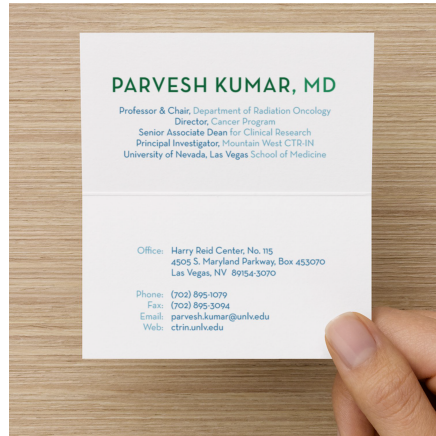 PARVESH KUMAR, MD
Professor & Chair, Department of Radiation Oncology
Director, Cancer Program
Senior Associate Dean for Clinical Research
Principal Investigator, Mountain West CTR-IN
University of Nevada, Las Vegas School of Medicine
Office: Harry Reid Center, No. 115
4505 S. Maryland Parkway, Box 453070
Las Vegas, NV 89154-3070
Phone: (702) 895-1079
Fax: (702) 895-3094
Email: parvesh.kumar@unlv.edu
Web: ctrin.unlv.edu